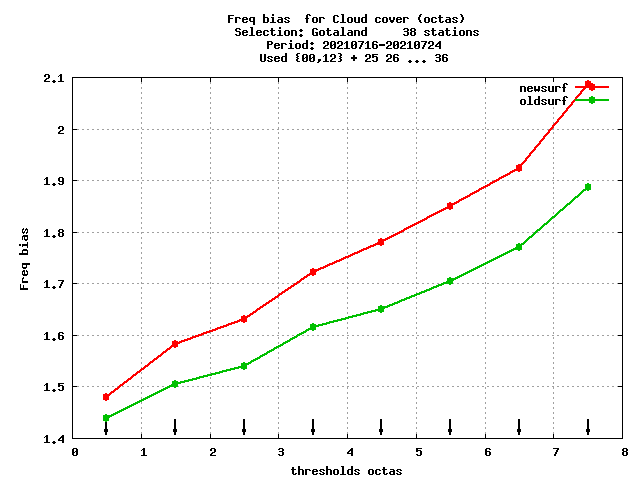 Freq bias  for Cloud cover (octas)
Selection: Gotaland     38 stations
Period: 20210716-20210724
Used {00,12} + 25 26 ... 36
newsurf
oldsurf
2.1
2
1.9
1.8
1.7
1.6
1.5
1.4
Freq bias
0 1 2 3 4 5 6 7 8
thresholds octas